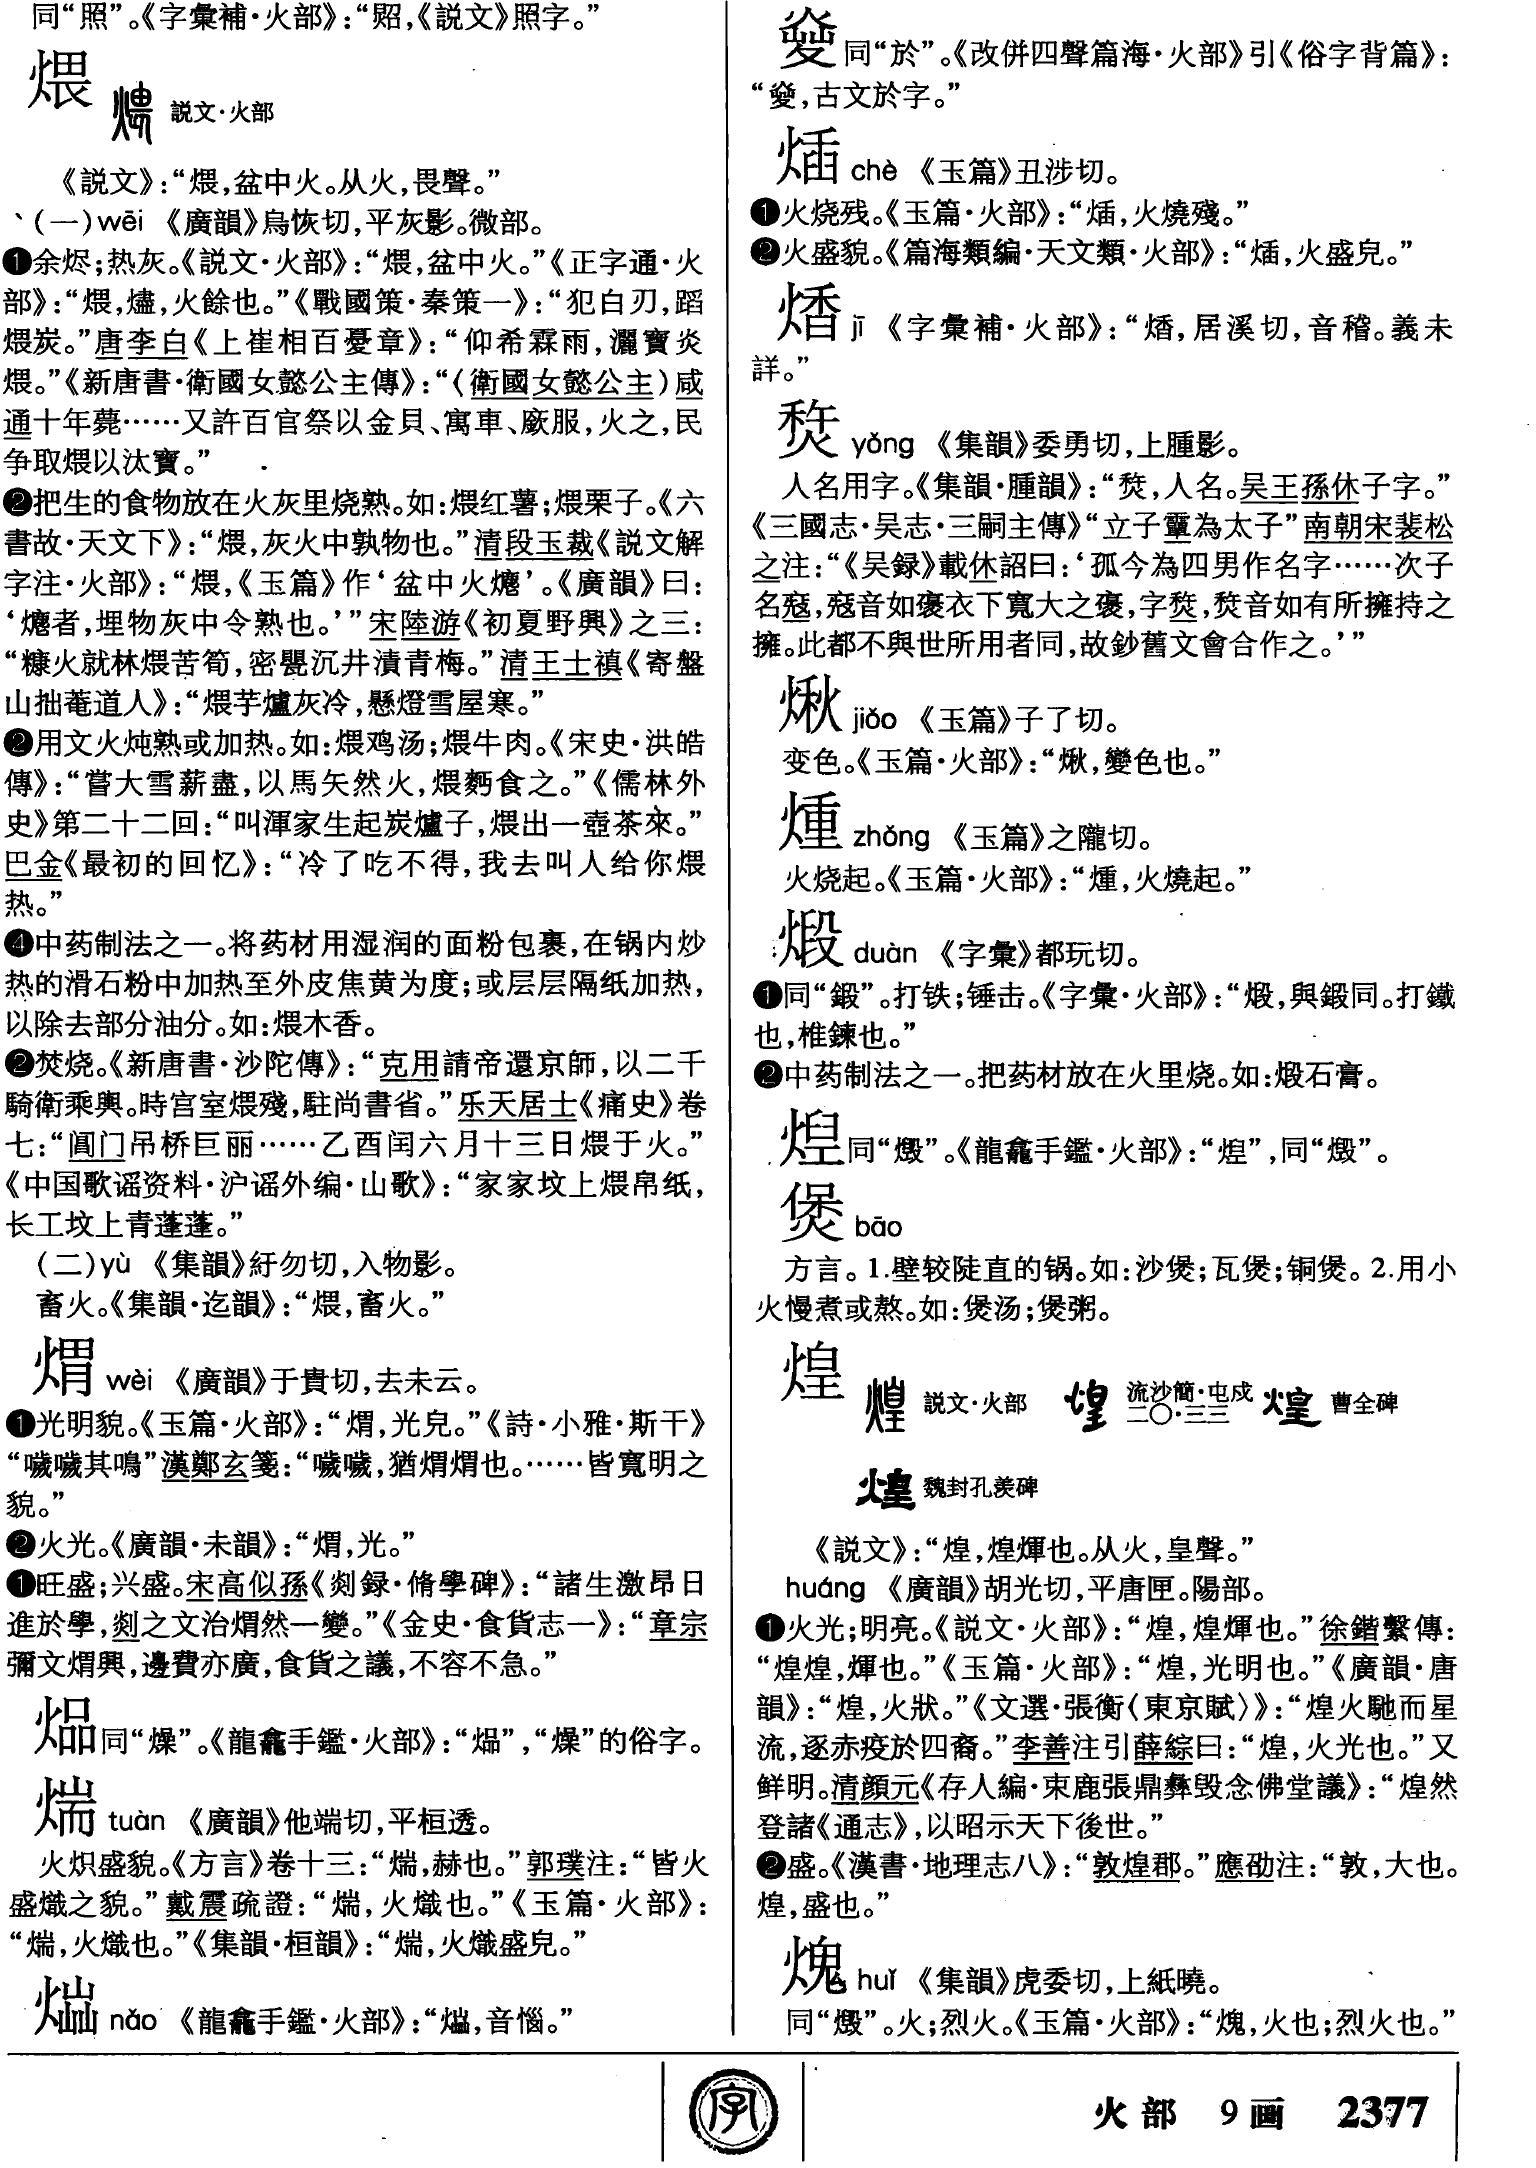 同“照”。《字彙補·火部》：“炤，《説文》照字。”
煨
説文·火部
《説文》：“煨，盆中火。从火，畏聲。”
（一）wēi 《廣韻》烏恢切，平灰影。微部。
❶余烬；热灰。《説文·火部》：“煨，盆中火。”《正字通·火
部》：“煨，燼，火餘也。”《戰國策·秦策一》：“犯白刃，蹈
煨炭。”唐李白《上崔相百憂章》：“仰希霖雨，灑寶炎
煨。”《新唐書·衛國女懿公主傳》：“（衛國女懿公主）咸
通十年薨……又許百官祭以金貝、寓車、廞服，火之，民
争取煨以汰寶。”
❷把生的食物放在火灰里烧熟。如：煨红薯；煨栗子。《六
書故·天文下》：“煨，灰火中孰物也。”清段玉裁《説文解
字注·火部》：“煨，《玉篇》作‘盆中火爊’。《廣韻》曰：
‘爊者，埋物灰中令熟也。’”宋陸游《初夏野興》之三：
“糠火就林煨苦筍，密甖沉井漬青梅。”清王士禛《寄盤
山拙菴道人》：“煨芋爐灰冷，懸燈雪屋寒。”
❷用文火炖熟或加热。如：煨鸡汤；煨牛肉。《宋史·洪皓
傳》：“嘗大雪薪盡，以馬矢然火，煨麪食之。”《儒林外
史》第二十二回：“叫渾家生起炭爐子，煨出一壺茶來。”
巴金《最初的回忆》：“冷了吃不得，我去叫人给你煨
热。”
❹中药制法之一。将药材用湿润的面粉包裹，在锅内炒
热的滑石粉中加热至外皮焦黄为度；或层层隔纸加热，
以除去部分油分。如：煨木香。
❷焚烧。《新唐書·沙陀傳》：“克用請帝還京師，以二千
騎衛乘輿。時宫室煨殘，駐尚書省。”乐天居士《痛史》卷
七：“阊门吊桥巨丽……乙酉闰六月十三日煨于火。”
《中国歌谣资料·沪谣外编·山歌》：“家家坟上煨帛纸，
长工坟上青蓬蓬。”
（二）yù 《集韻》紆勿切，入物影。
畜火。《集韻·迄韻》：“煨，畜火。”
煟 wèi 《廣韻》于貴切，去未云。
❶光明貌。《玉篇·火部》：“煟，光皃。”《詩·小雅·斯干》
“噦噦其鳴”漢鄭玄箋：“噦噦，猶煟煟也。……皆寬明之
貌。”
❷火光。《廣韻·未韻》：“煟，光。”
❶旺盛；兴盛。宋高似孫《剡録·脩學碑》：“諸生激昂日
進於學，剡之文治煟然一變。”《金史·食貨志一》：“章宗
彌文煟興，邊費亦廣，食貨之議，不容不急。”
㷅同“燥”。《龍龕手鑑·火部》：“㷅”，“燥”的俗字。
煓 tuàn 《廣韻》他端切，平桓透。
火炽盛貌。《方言》卷十三：“煓，赫也。”郭璞注：“皆火
盛熾之貌。”戴震疏證：“煓，火熾也。”《玉篇·火部》：
“煓，火熾也。”《集韻·桓韻》：“煓，火熾盛皃。”
nǎo 《龍龕手鑑·火部》：“，音惱。”
同“於”。《改併四聲篇海·火部》引《俗字背篇》：
“，古文於字。”
㷅 chè 《玉篇》丑涉切。
❶火烧残。《玉篇·火部》：“，火燒殘。”
❷火盛貌。《篇海類編·天文類·火部》：“，火盛皃。”
jī 《字彙補·火部》：“，居溪切，音稽。義未
詳。”
焋 yǒng 《集韻》委勇切，上腫影。
人名用字。《集韻·腫韻》：“，人名。吴王孫休子字。”
《三國志·吴志·三嗣主傳》“立子𩅦為太子”南朝宋裴松
之注：“《吴録》載休詔曰：‘孤今為四男作名字……次子
名䆿，䆿音如褒衣下寬大之褒，字，音如有所擁持之
擁。此都不與世所用者同，故鈔舊文會合作之。’”
煍 jiǎo 《玉篇》子了切。
变色。《玉篇·火部》：“煍，變色也。”
煄 zhǒng 《玉篇》之隴切。
火烧起。《玉篇·火部》：“煄，火燒起。”
煅 duàn 《字彙》都玩切。
❶同“鍛”。打铁；锤击。《字彙·火部》：“煅，與鍛同。打鐵
也，椎鍊也。”
❷中药制法之一。把药材放在火里烧。如：煅石膏。
同“燬”。《龍龕手鑑·火部》：“”，同“燬”。
煲 bāo
方言。1.壁较陡直的锅。如：沙煲；瓦煲；铜煲。2.用小
火慢煮或熬。如：煲汤；煲粥。
煌
説文·火部 流沙簡·屯戍二〇·三三 曹全碑
魏封孔羨碑
《説文》：“煌，煌煇也。从火，皇聲。”
huáng 《廣韻》胡光切，平唐匣。陽部。
❶火光；明亮。《説文·火部》：“煌，煌煇也。”徐鍇繫傳：
“煌煌，煇也。”《玉篇·火部》：“煌，光明也。”《廣韻·唐
韻》：“煌，火狀。”《文選·張衡〈東京賦〉》：“煌火馳而星
流，逐赤疫於四裔。”李善注引薛綜曰：“煌，火光也。”又
鲜明。清顔元《存人編·束鹿張鼎彝毁念佛堂議》：“煌然
登諸《通志》，以昭示天下後世。”
❷盛。《漢書·地理志八》：“敦煌郡。”應劭注：“敦，大也。
煌，盛也。”
煝 huǐ 《集韻》虎委切，上紙曉。
同“燬”。火；烈火。《玉篇·火部》：“，火也；烈火也。”
字
火部 9画 2377